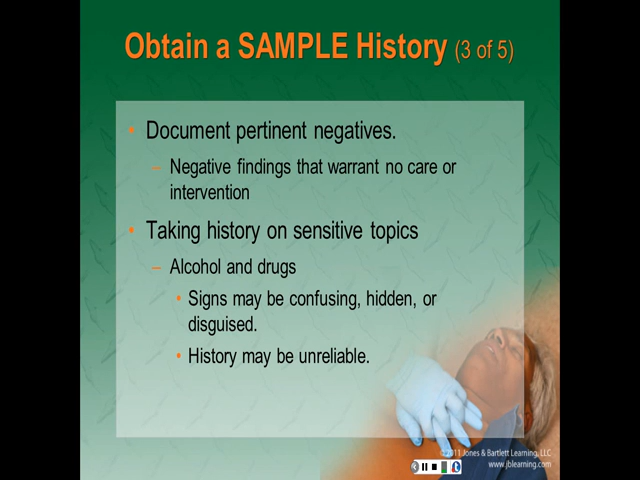 Obtain a SAMPLE History (3 of 5)
• Document pertinent negatives.
– Negative findings that warrant no care or
intervention
• Taking history on sensitive topics
– Alcohol and drugs
• Signs may be confusing, hidden, or
disguised.
• History may be unreliable.
© 2011 Jones & Bartlett Learning, LLC
www.jblearning.com